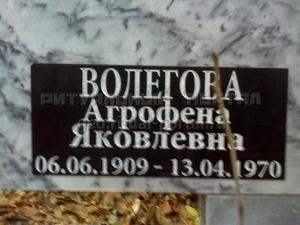 ВОЛЕГОВА
Агрофена
Яковлевна
06.06.1909 - 13.04.1970